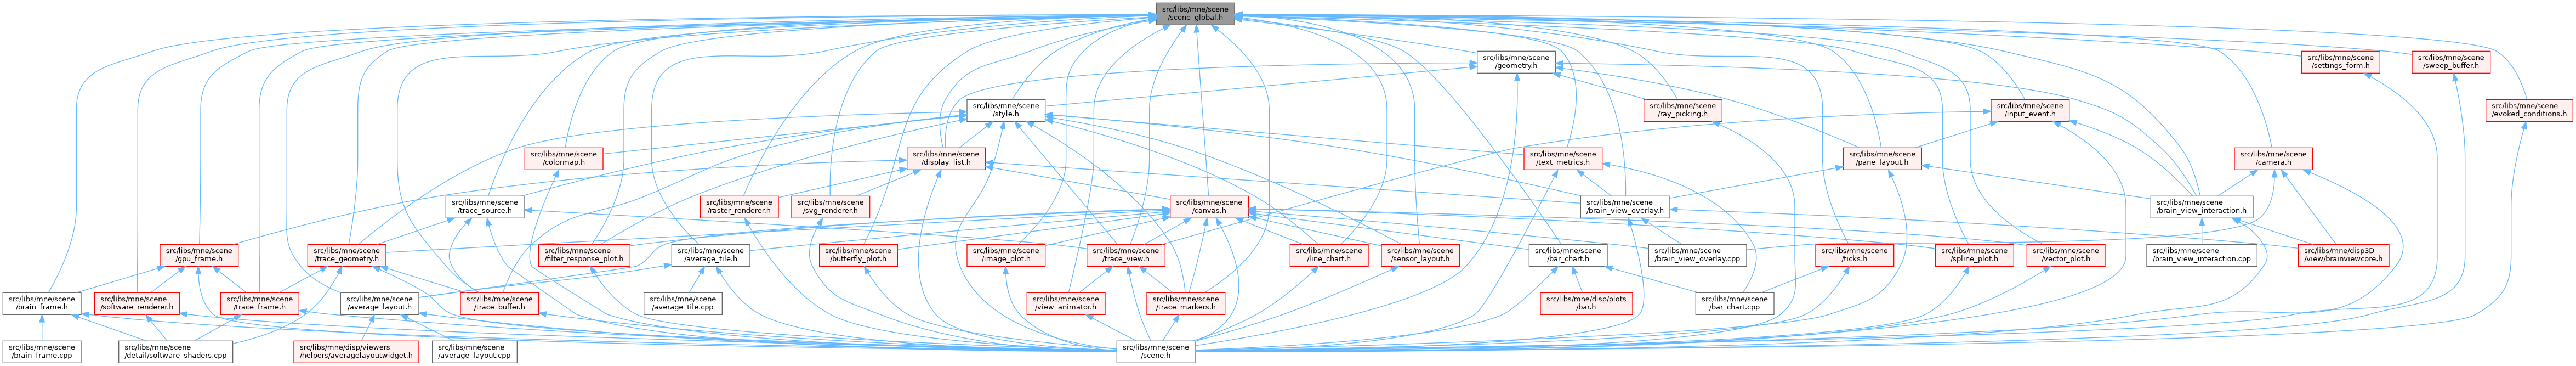 src/libs/mne/scene
/scene_global.h
src/libs/mne/scene
/geometry.h
src/libs/mne/scene
/settings_form.h
src/libs/mne/scene
/sweep_buffer.h
src/libs/mne/scene
/style.h
src/libs/mne/scene
/ray_picking.h
src/libs/mne/scene
/input_event.h
src/libs/mne/scene
/evoked_conditions.h
src/libs/mne/scene
/colormap.h
src/libs/mne/scene
/display_list.h
src/libs/mne/scene
/text_metrics.h
src/libs/mne/scene
/pane_layout.h
src/libs/mne/scene
/camera.h
src/libs/mne/scene
/trace_source.h
src/libs/mne/scene
/raster_renderer.h
src/libs/mne/scene
/svg_renderer.h
src/libs/mne/scene
/canvas.h
src/libs/mne/scene
/brain_view_overlay.h
src/libs/mne/scene
/brain_view_interaction.h
src/libs/mne/scene
/gpu_frame.h
src/libs/mne/scene
/trace_geometry.h
src/libs/mne/scene
/filter_response_plot.h
src/libs/mne/scene
/average_tile.h
src/libs/mne/scene
/butterfly_plot.h
src/libs/mne/scene
/image_plot.h
src/libs/mne/scene
/trace_view.h
src/libs/mne/scene
/line_chart.h
src/libs/mne/scene
/sensor_layout.h
src/libs/mne/scene
/bar_chart.h
src/libs/mne/scene
/brain_view_overlay.cpp
src/libs/mne/scene
/ticks.h
src/libs/mne/scene
/spline_plot.h
src/libs/mne/scene
/vector_plot.h
src/libs/mne/scene
/brain_view_interaction.cpp
src/libs/mne/disp3D
/view/brainviewcore.h
src/libs/mne/scene
/brain_frame.h
src/libs/mne/scene
/software_renderer.h
src/libs/mne/scene
/trace_frame.h
src/libs/mne/scene
/average_layout.h
src/libs/mne/scene
/trace_buffer.h
src/libs/mne/scene
/average_tile.cpp
src/libs/mne/scene
/view_animator.h
src/libs/mne/scene
/trace_markers.h
src/libs/mne/disp/plots
/bar.h
src/libs/mne/scene
/bar_chart.cpp
src/libs/mne/scene
/brain_frame.cpp
src/libs/mne/scene
/detail/software_shaders.cpp
src/libs/mne/disp/viewers
/helpers/averagelayoutwidget.h
src/libs/mne/scene
/average_layout.cpp
src/libs/mne/scene
/scene.h